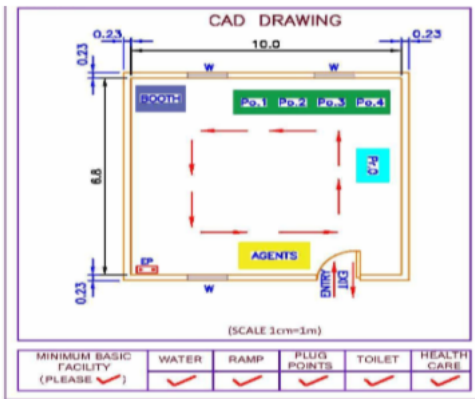 CAD DRAWING
0.23
10.0
0.23
0.23
W
W
BOOTH
Po.1 Po.2 Po.3 Po.4
6.8
Pr.O
EP
AGENTS
0.23
W
EXIT
(SCALE 1cm=1m)
MINIMUM BASIC
FACILITY
(PLEASE ✓)
WATER
RAMP
PLUG
POINTS
TOILET
HEALTH
CARE